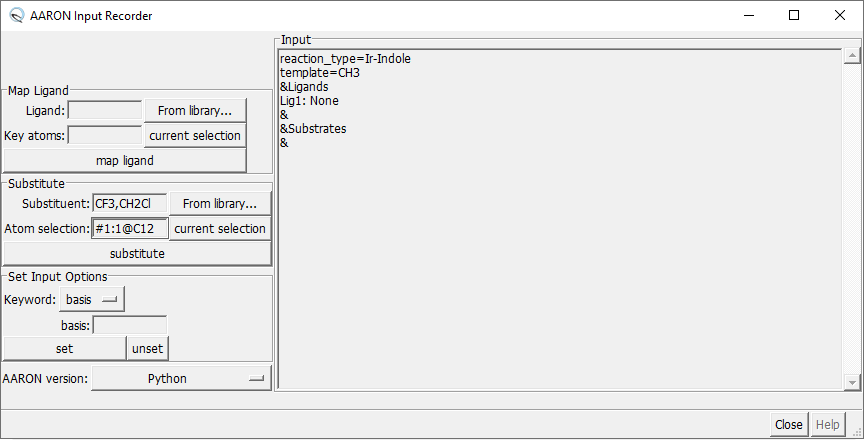 AARON Input Recorder
Map Ligand
Ligand: From library...
Key atoms: current selection
map ligand
Substitute
Substituent: CF3,CH2Cl From library...
Atom selection: #1:1@C12 current selection
substitute
Set Input Options
Keyword: basis
basis:
set unset
AARON version: Python
Input
reaction_type=Ir-Indole
template=CH3
&Ligands
Lig1: None
&
&Substrates
&
Close Help